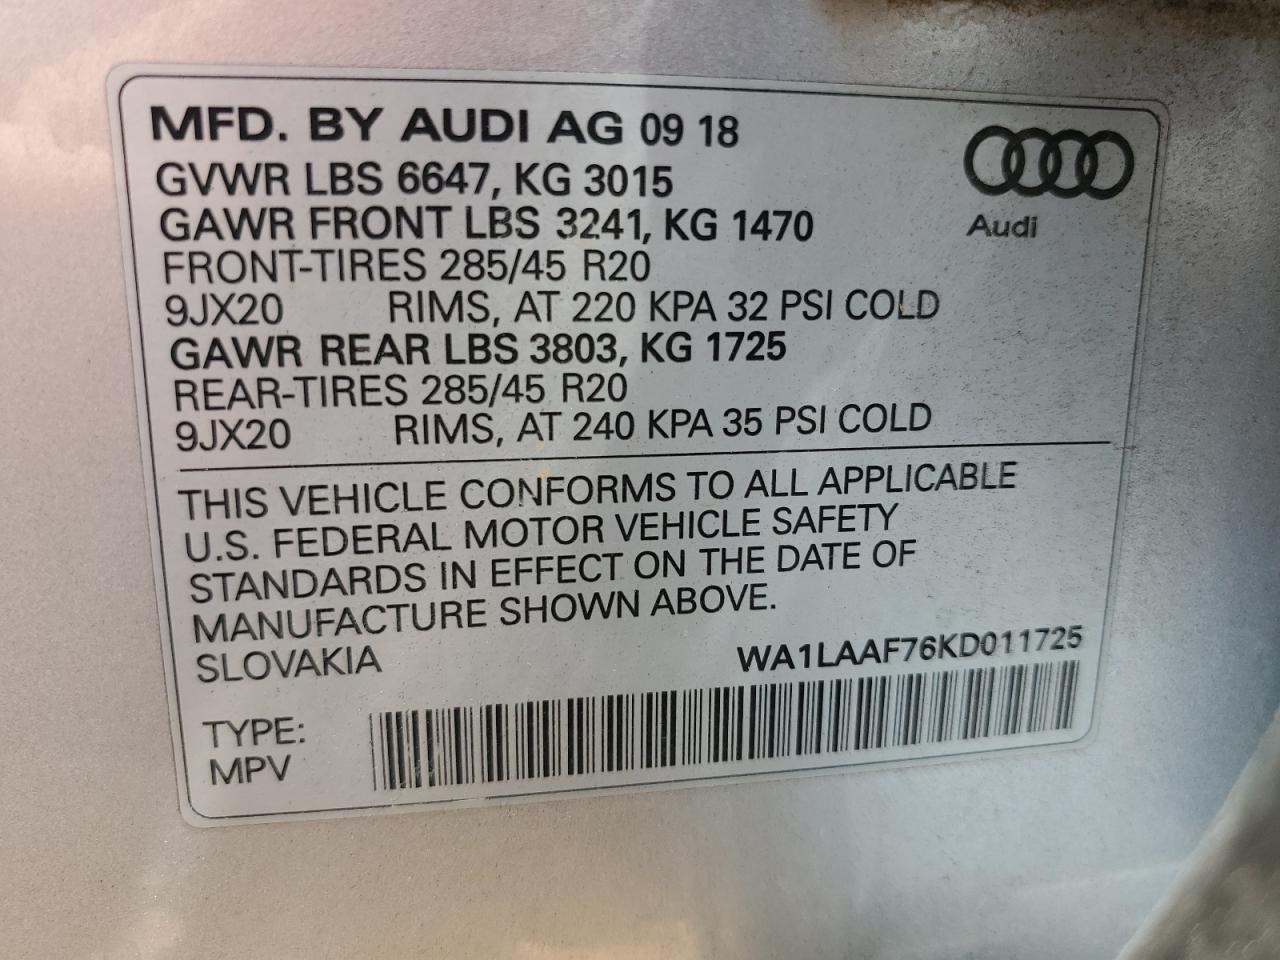 MFD. BY AUDI AG 09 18
GVWR LBS 6647, KG 3015
GAWR FRONT LBS 3241, KG 1470
Audi
FRONT-TIRES 285/45 R20
9JX20 RIMS, AT 220 KPA 32 PSI COLD
GAWR REAR LBS 3803, KG 1725
REAR-TIRES 285/45 R20
9JX20 RIMS, AT 240 KPA 35 PSI COLD
THIS VEHICLE CONFORMS TO ALL APPLICABLE
U.S. FEDERAL MOTOR VEHICLE SAFETY
STANDARDS IN EFFECT ON THE DATE OF
MANUFACTURE SHOWN ABOVE.
SLOVAKIA WA1LAAF76KD011725
TYPE:
MPV